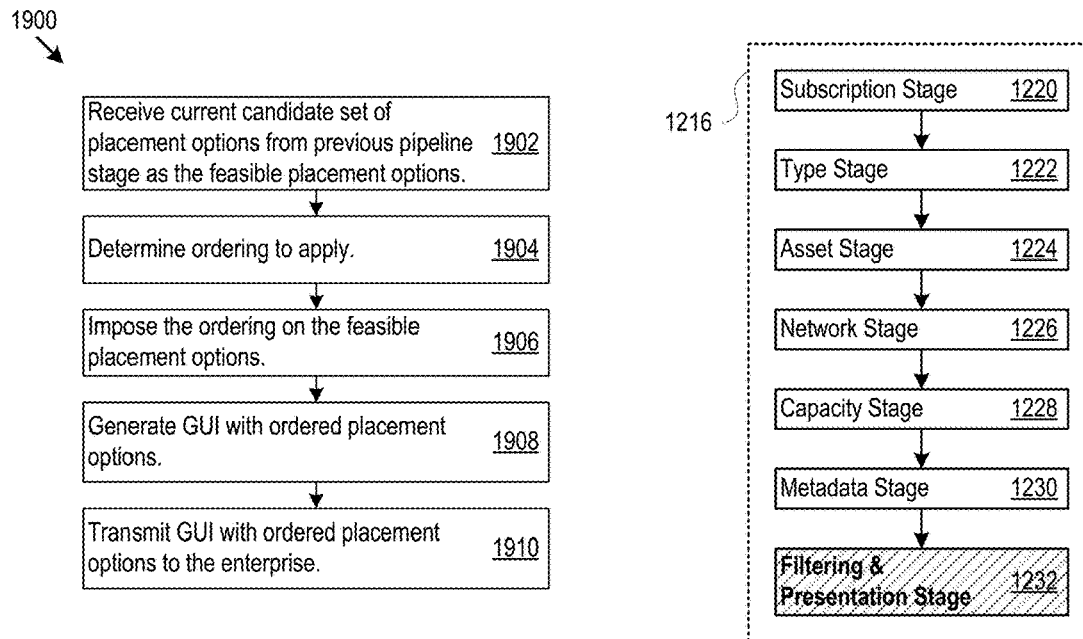 1900
Receive current candidate set of
placement options from previous pipeline
stage as the feasible placement options.
1902
Determine ordering to apply.
1904
Impose the ordering on the feasible
placement options.
1906
Generate GUI with ordered placement
options.
1908
Transmit GUI with ordered placement
options to the enterprise.
1910
1216
Subscription Stage 1220
Type Stage 1222
Asset Stage 1224
Network Stage 1226
Capacity Stage 1228
Metadata Stage 1230
Filtering &
Presentation Stage
1232